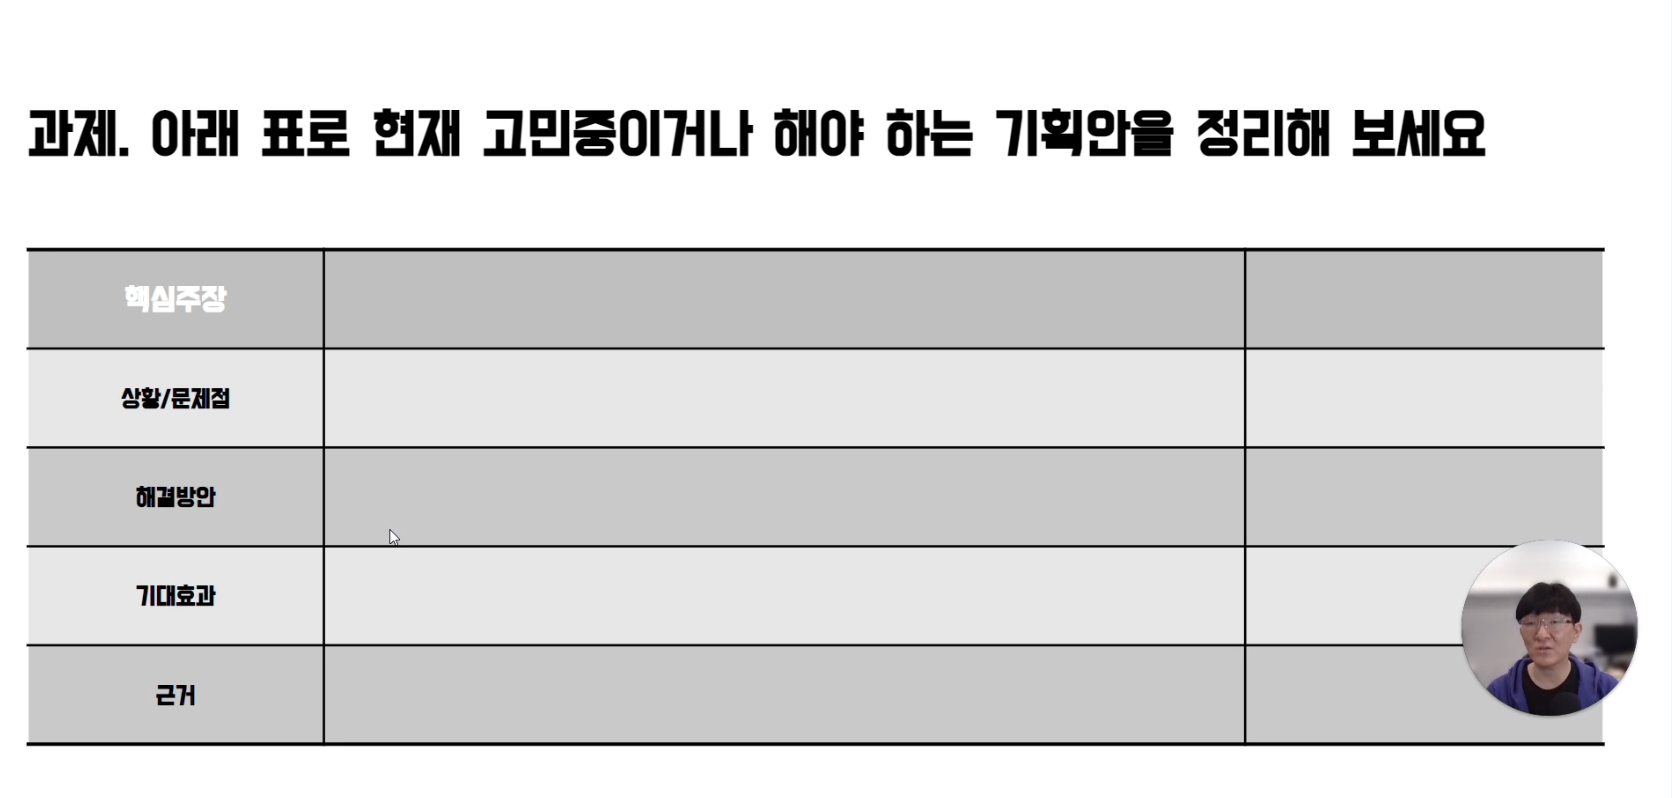 과제. 아래 표로 현재 고민중이거나 해야 하는 기획안을 정리해 보세요
핵심주장
상황/문제점
해결방안
기대효과
근거